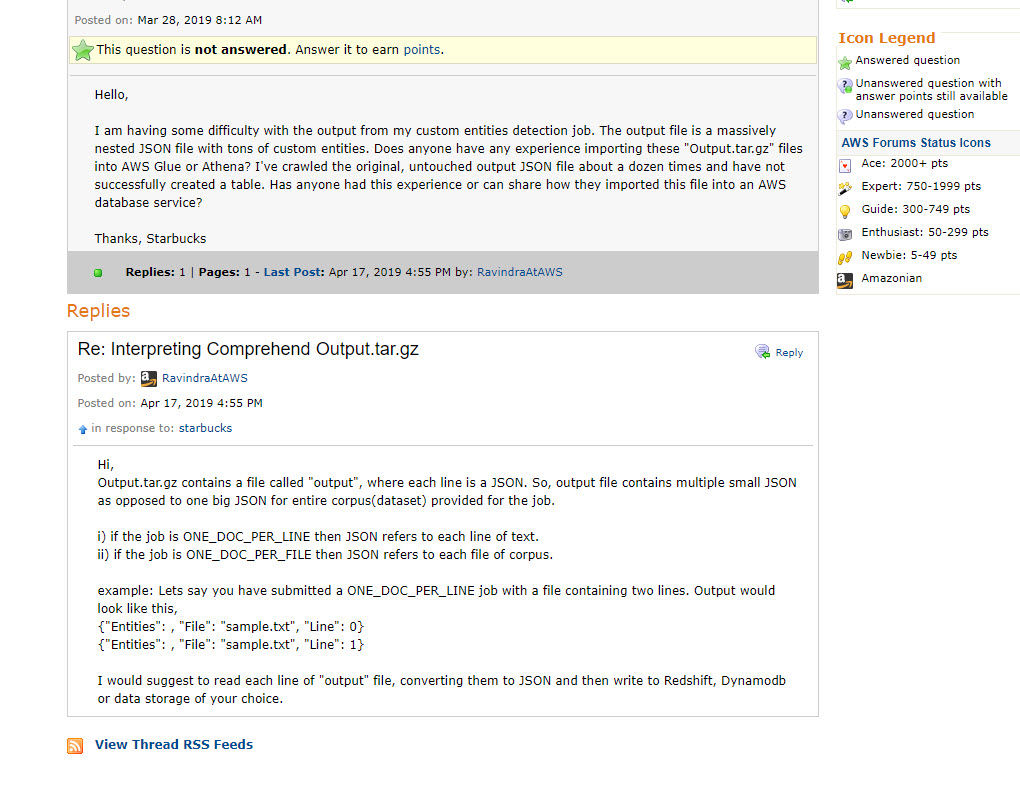 Posted on: Mar 28, 2019 8:12 AM
This question is not answered. Answer it to earn points.
Hello,
I am having some difficulty with the output from my custom entities detection job. The output file is a massively
nested JSON file with tons of custom entities. Does anyone have any experience importing these "Output.tar.gz" files
into AWS Glue or Athena? I've crawled the original, untouched output JSON file about a dozen times and have not
successfully created a table. Has anyone had this experience or can share how they imported this file into an AWS
database service?
Thanks, Starbucks
Replies: 1 | Pages: 1 - Last Post: Apr 17, 2019 4:55 PM by: RavindraAtAWS
Replies
Re: Interpreting Comprehend Output.tar.gz
Reply
Posted by: RavindraAtAWS
Posted on: Apr 17, 2019 4:55 PM
in response to: starbucks
Hi,
Output.tar.gz contains a file called "output", where each line is a JSON. So, output file contains multiple small JSON
as opposed to one big JSON for entire corpus(dataset) provided for the job.
i) if the job is ONE_DOC_PER_LINE then JSON refers to each line of text.
ii) if the job is ONE_DOC_PER_FILE then JSON refers to each file of corpus.
example: Lets say you have submitted a ONE_DOC_PER_LINE job with a file containing two lines. Output would
look like this,
{"Entities": , "File": "sample.txt", "Line": 0}
{"Entities": , "File": "sample.txt", "Line": 1}
I would suggest to read each line of "output" file, converting them to JSON and then write to Redshift, Dynamodb
or data storage of your choice.
View Thread RSS Feeds
Icon Legend
Answered question
Unanswered question with
answer points still available
Unanswered question
AWS Forums Status Icons
Ace: 2000+ pts
Expert: 750-1999 pts
Guide: 300-749 pts
Enthusiast: 50-299 pts
Newbie: 5-49 pts
Amazonian